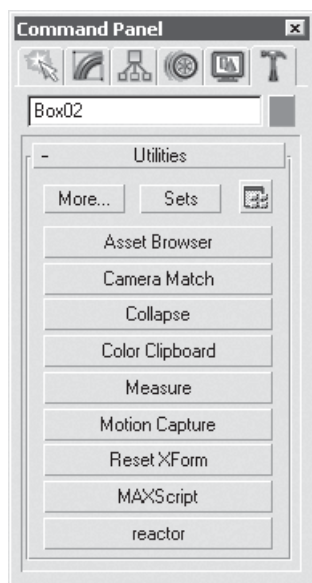 Command Panel
Box02
- Utilities
More... Sets
Asset Browser
Camera Match
Collapse
Color Clipboard
Measure
Motion Capture
Reset XForm
MAXScript
reactor